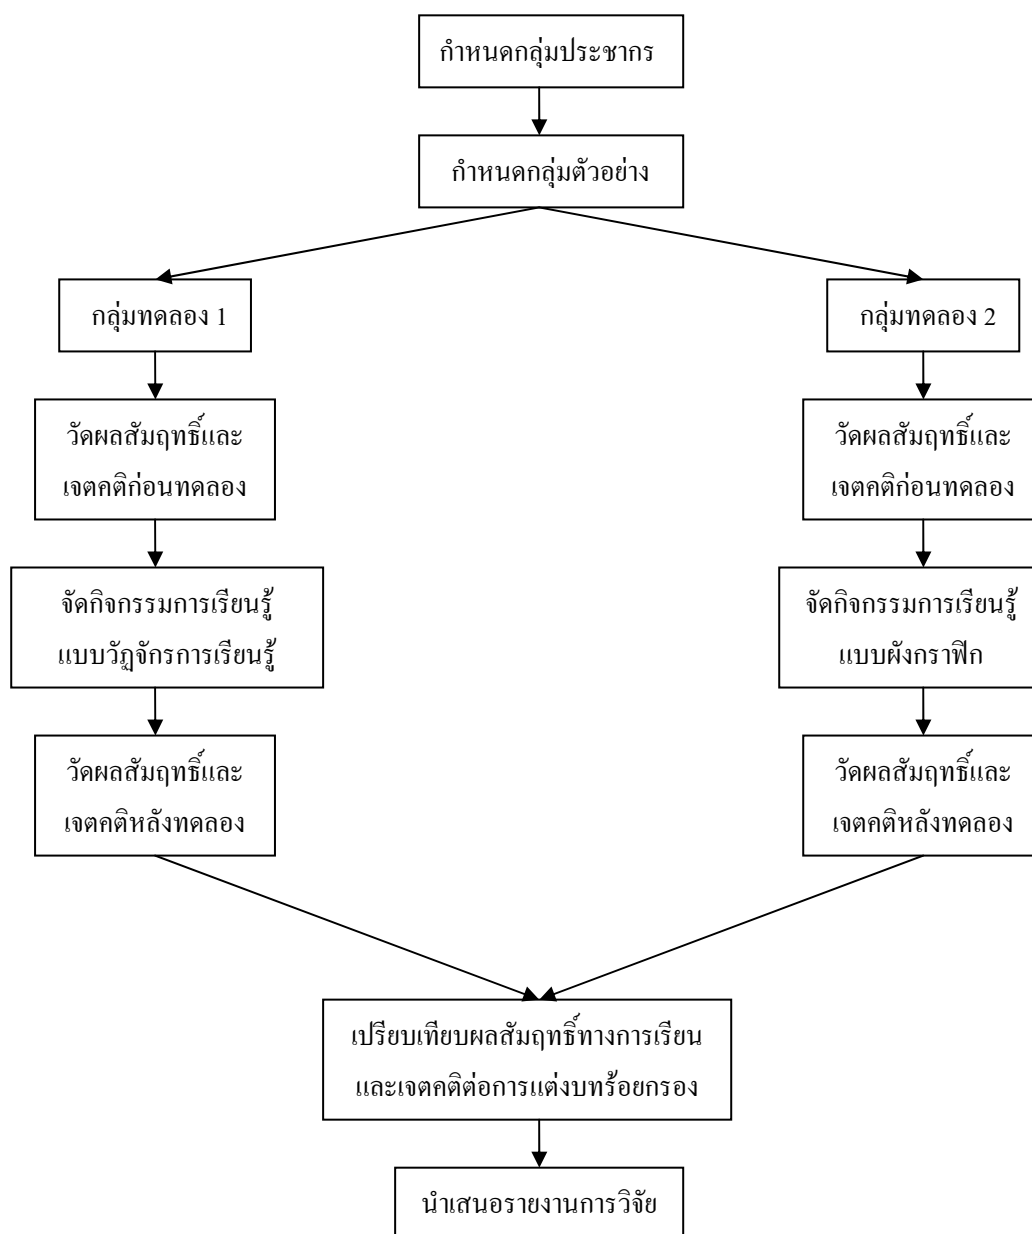 กำหนดกลุ่มประชากร
กำหนดกลุ่มตัวอย่าง
กลุ่มทดลอง 1
กลุ่มทดลอง 2
วัดผลสัมฤทธิ์และ
เจตคติก่อนทดลอง
วัดผลสัมฤทธิ์และ
เจตคติก่อนทดลอง
จัดกิจกรรมการเรียนรู้
แบบวัฏจักรการเรียนรู้
จัดกิจกรรมการเรียนรู้
แบบผังกราฟิก
วัดผลสัมฤทธิ์และ
เจตคติหลังทดลอง
วัดผลสัมฤทธิ์และ
เจตคติหลังทดลอง
เปรียบเทียบผลสัมฤทธิ์ทางการเรียน
และเจตคติต่อการแต่งบทร้อยกรอง
นำเสนอรายงานการวิจัย